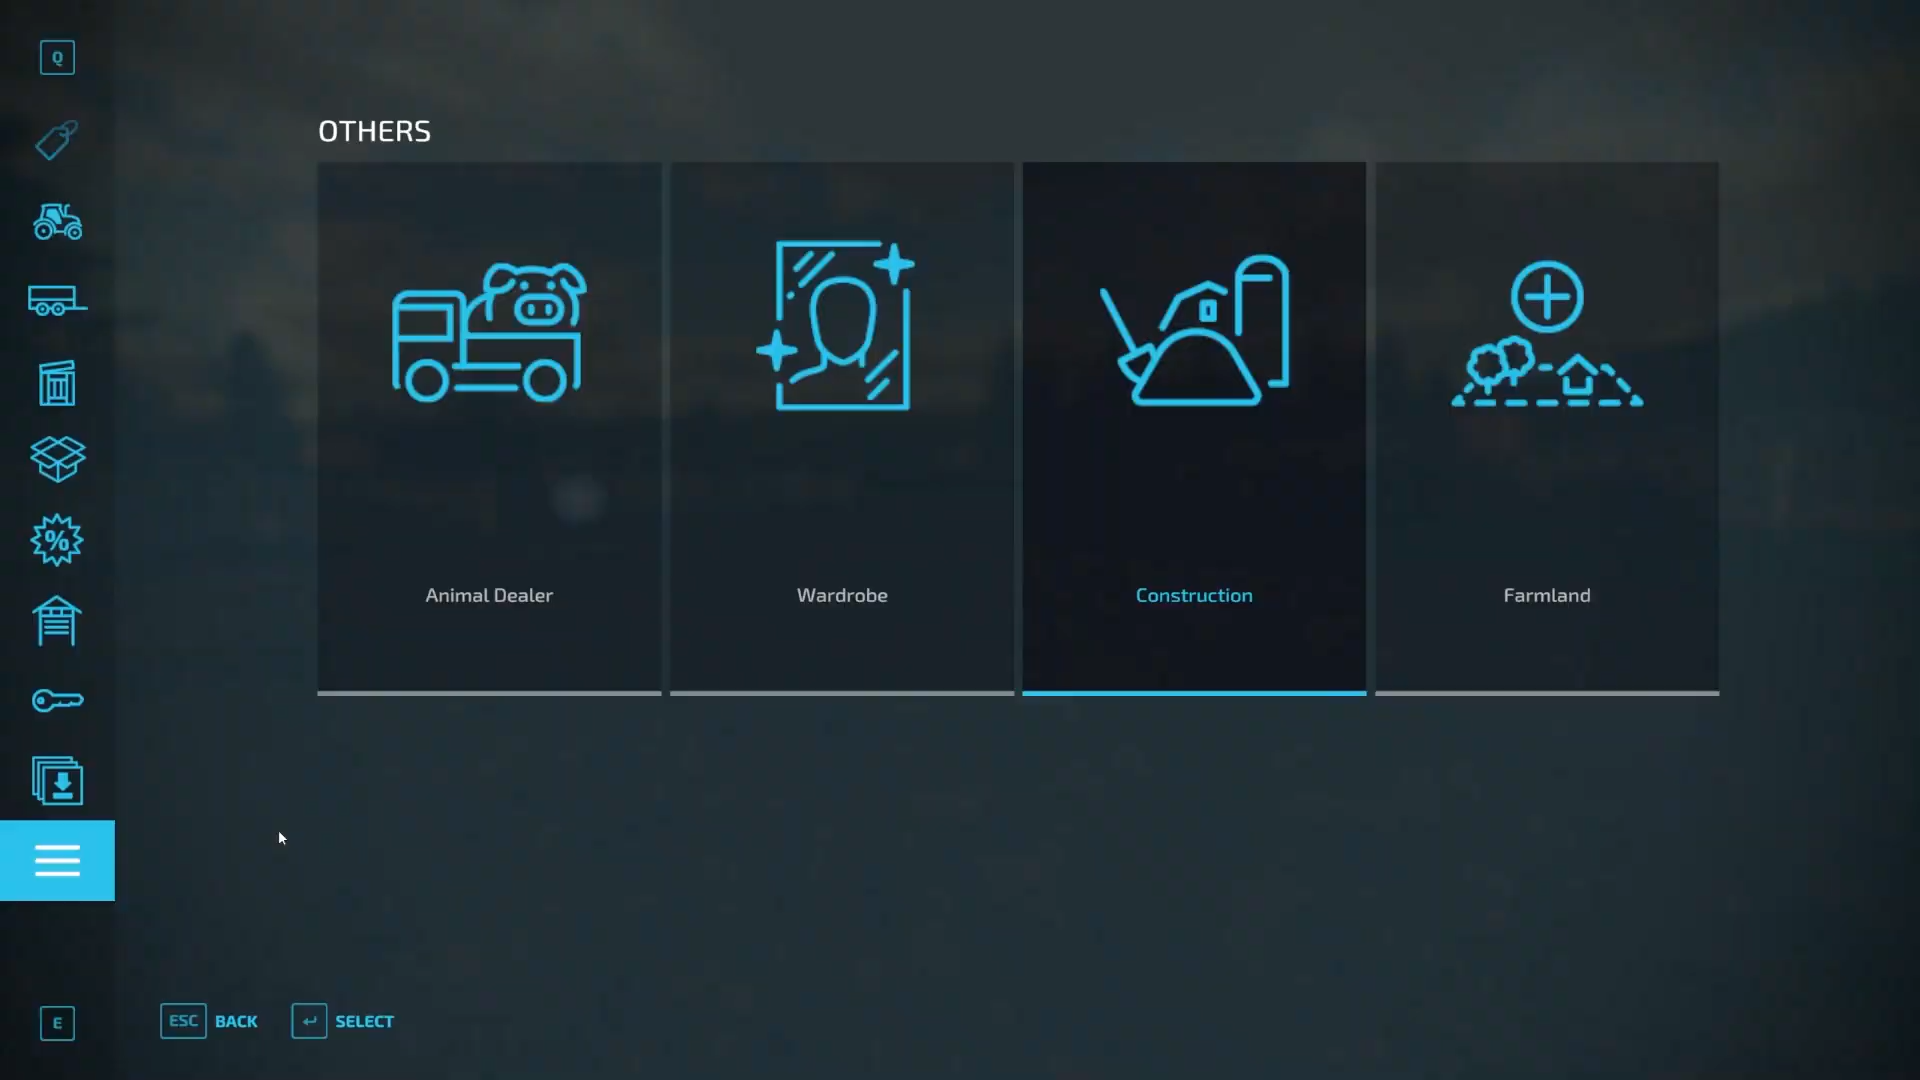 Q
OTHERS
%
Animal Dealer
Wardrobe
Construction
Farmland
E
ESC BACK
SELECT